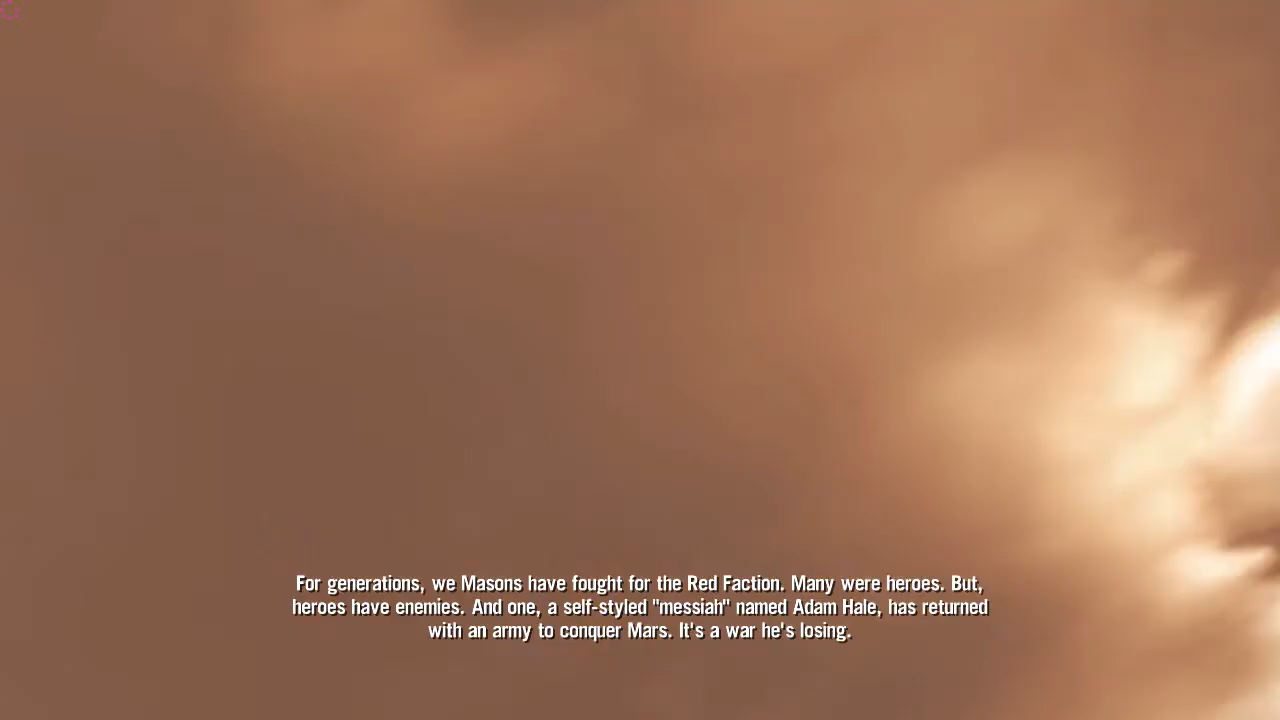 For generations, we Masons have fought for the Red Faction. Many were heroes. But,
heroes have enemies. And one, a self-styled "messiah" named Adam Hale, has returned
with an army to conquer Mars. It's a war he's losing.